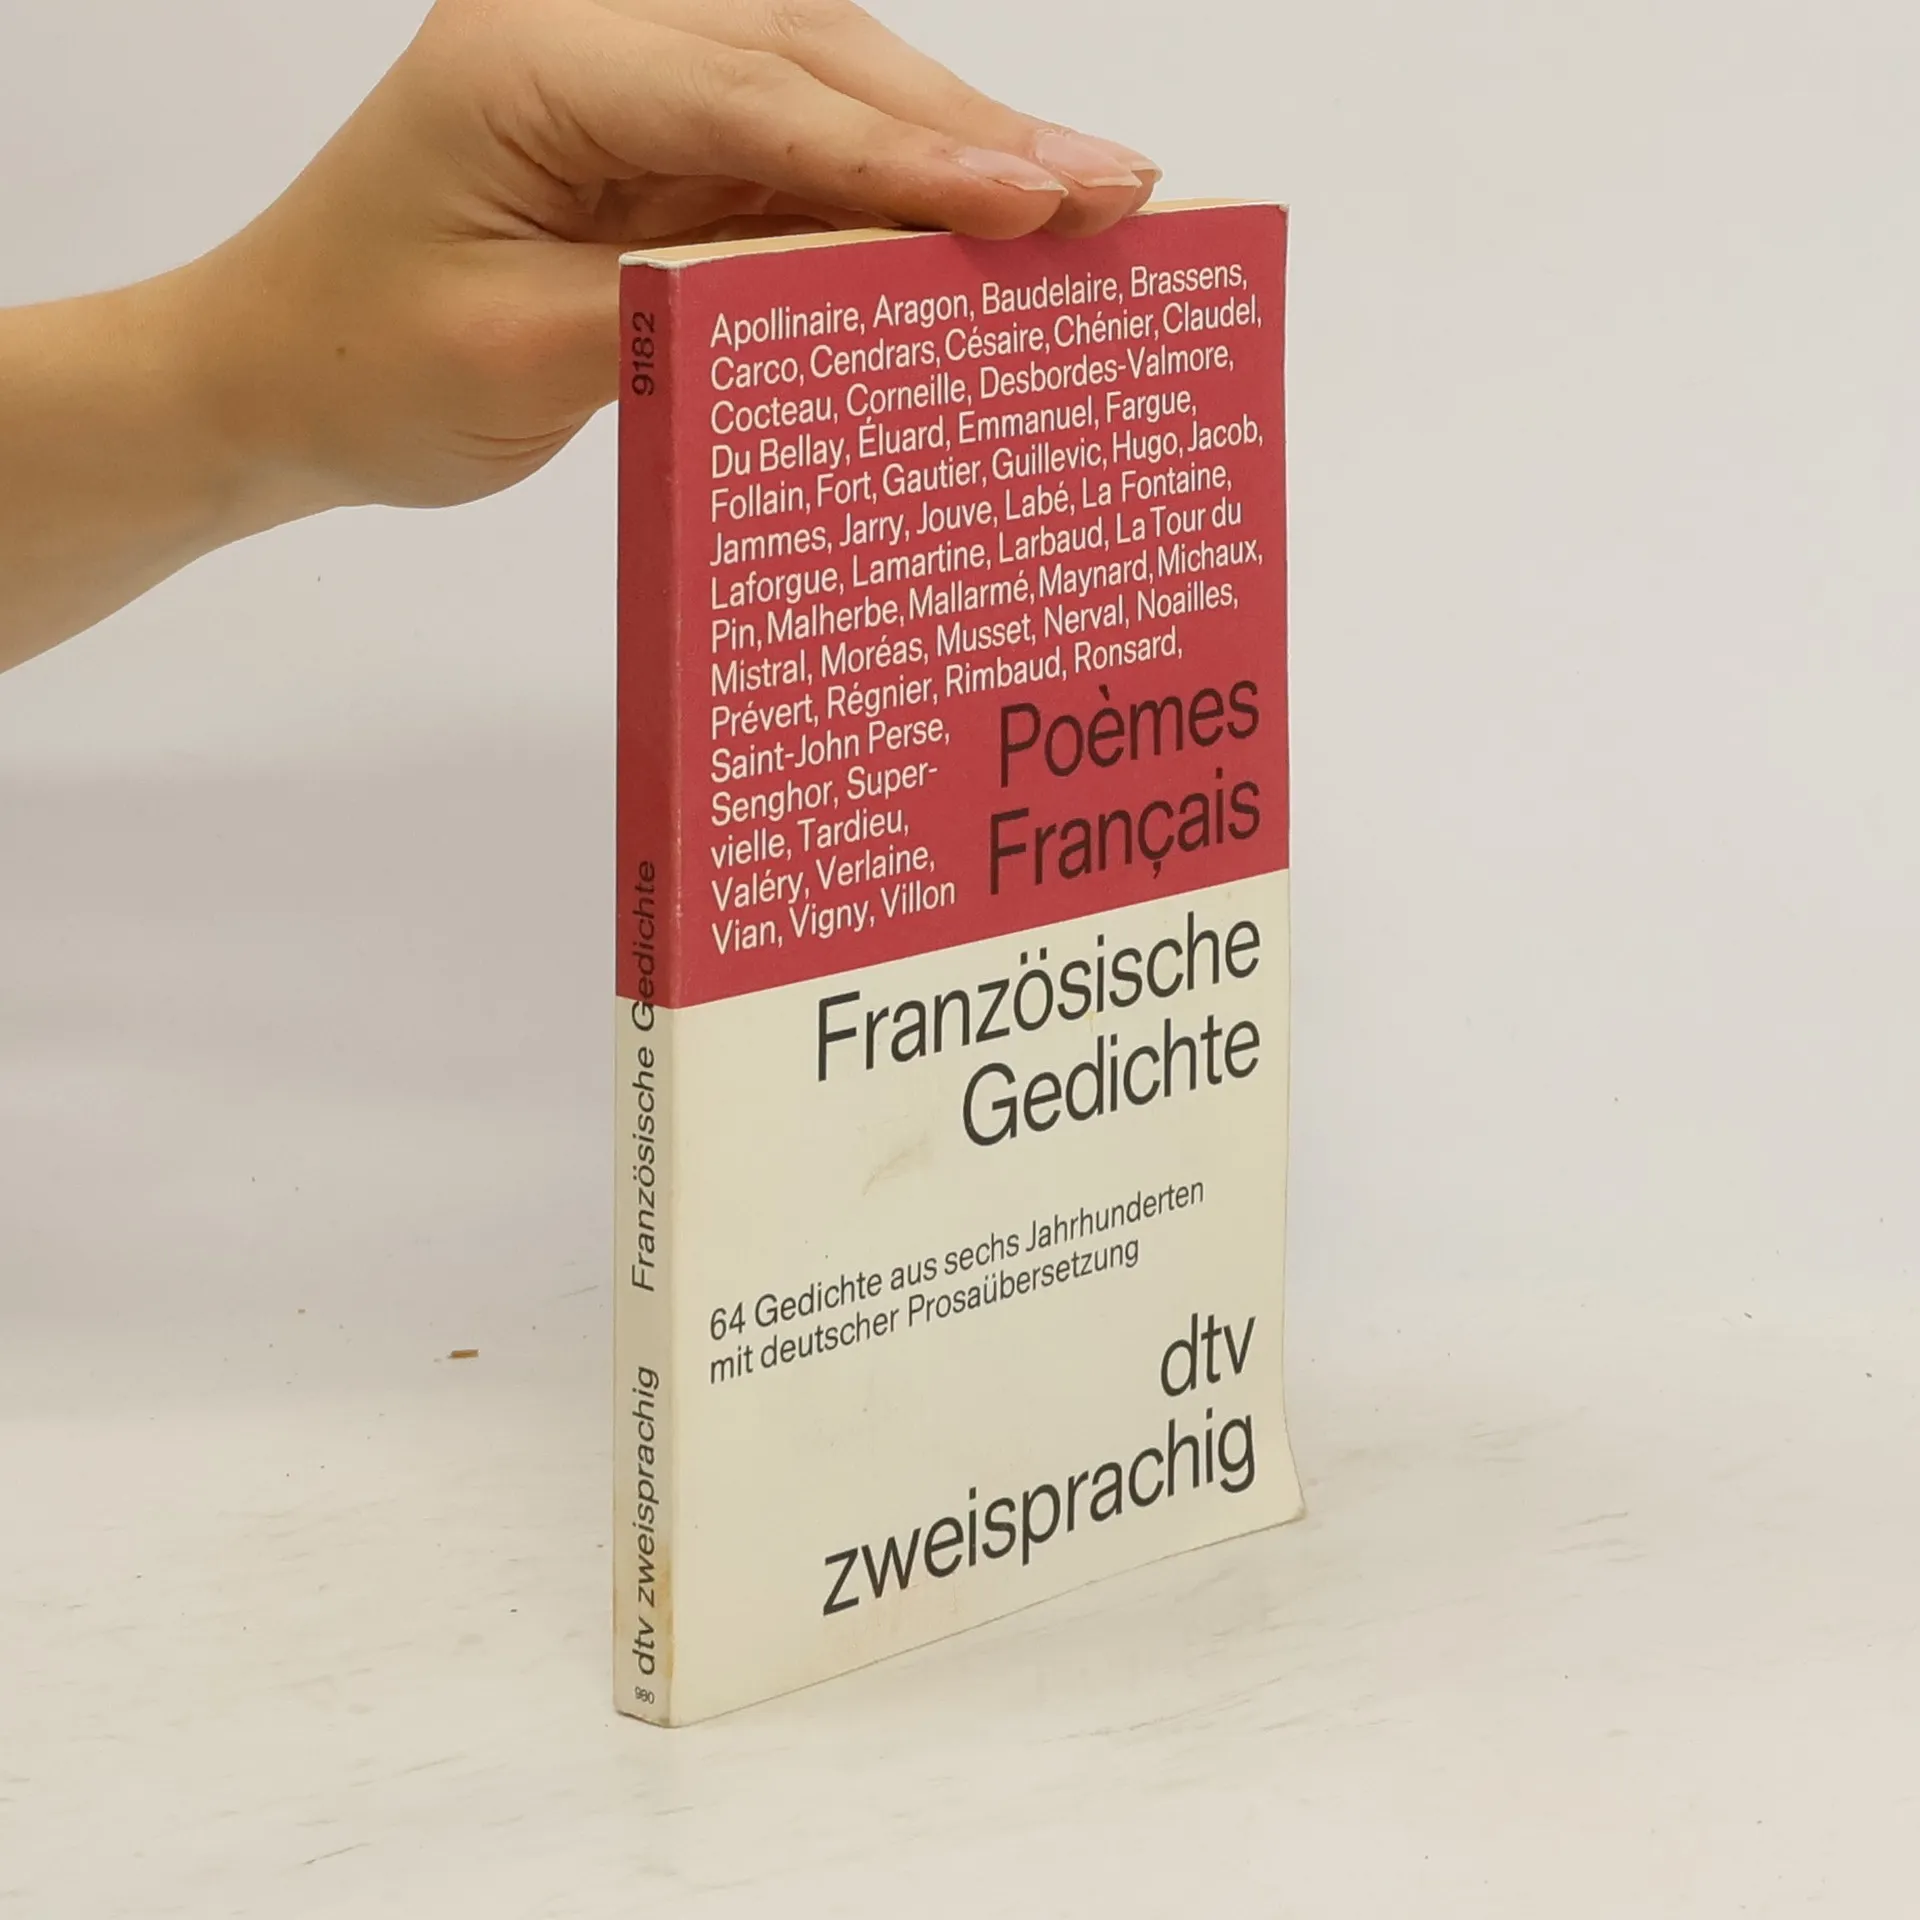 Apollinaire, Aragon, Baudelaire, Brassens,
Carco, Cendrars, Césaire, Chénier, Claudel,
Cocteau, Corneille, Desbordes-Valmore,
Du Bellay, Éluard, Emmanuel, Fargue,
Follain, Fort, Gautier, Guillevic, Hugo, Jacob,
Jammes, Jarry, Jouve, Labé, La Fontaine,
Laforgue, Lamartine, Larbaud, La Tour du
Pin, Malherbe, Mallarmé, Maynard, Michaux,
Mistral, Moréas, Musset, Nerval, Noailles,
Prévert, Régnier, Rimbaud, Ronsard,
Saint-John Perse,
Senghor, Super-
vielle, Tardieu,
Valéry, Verlaine,
Vian, Vigny, Villon
Poèmes
Français
Französische
Gedichte
64 Gedichte aus sechs Jahrhunderten
mit deutscher Prosaübersetzung
dtv
zweisprachig
980 dtv zweisprachig Französische Gedichte 9182